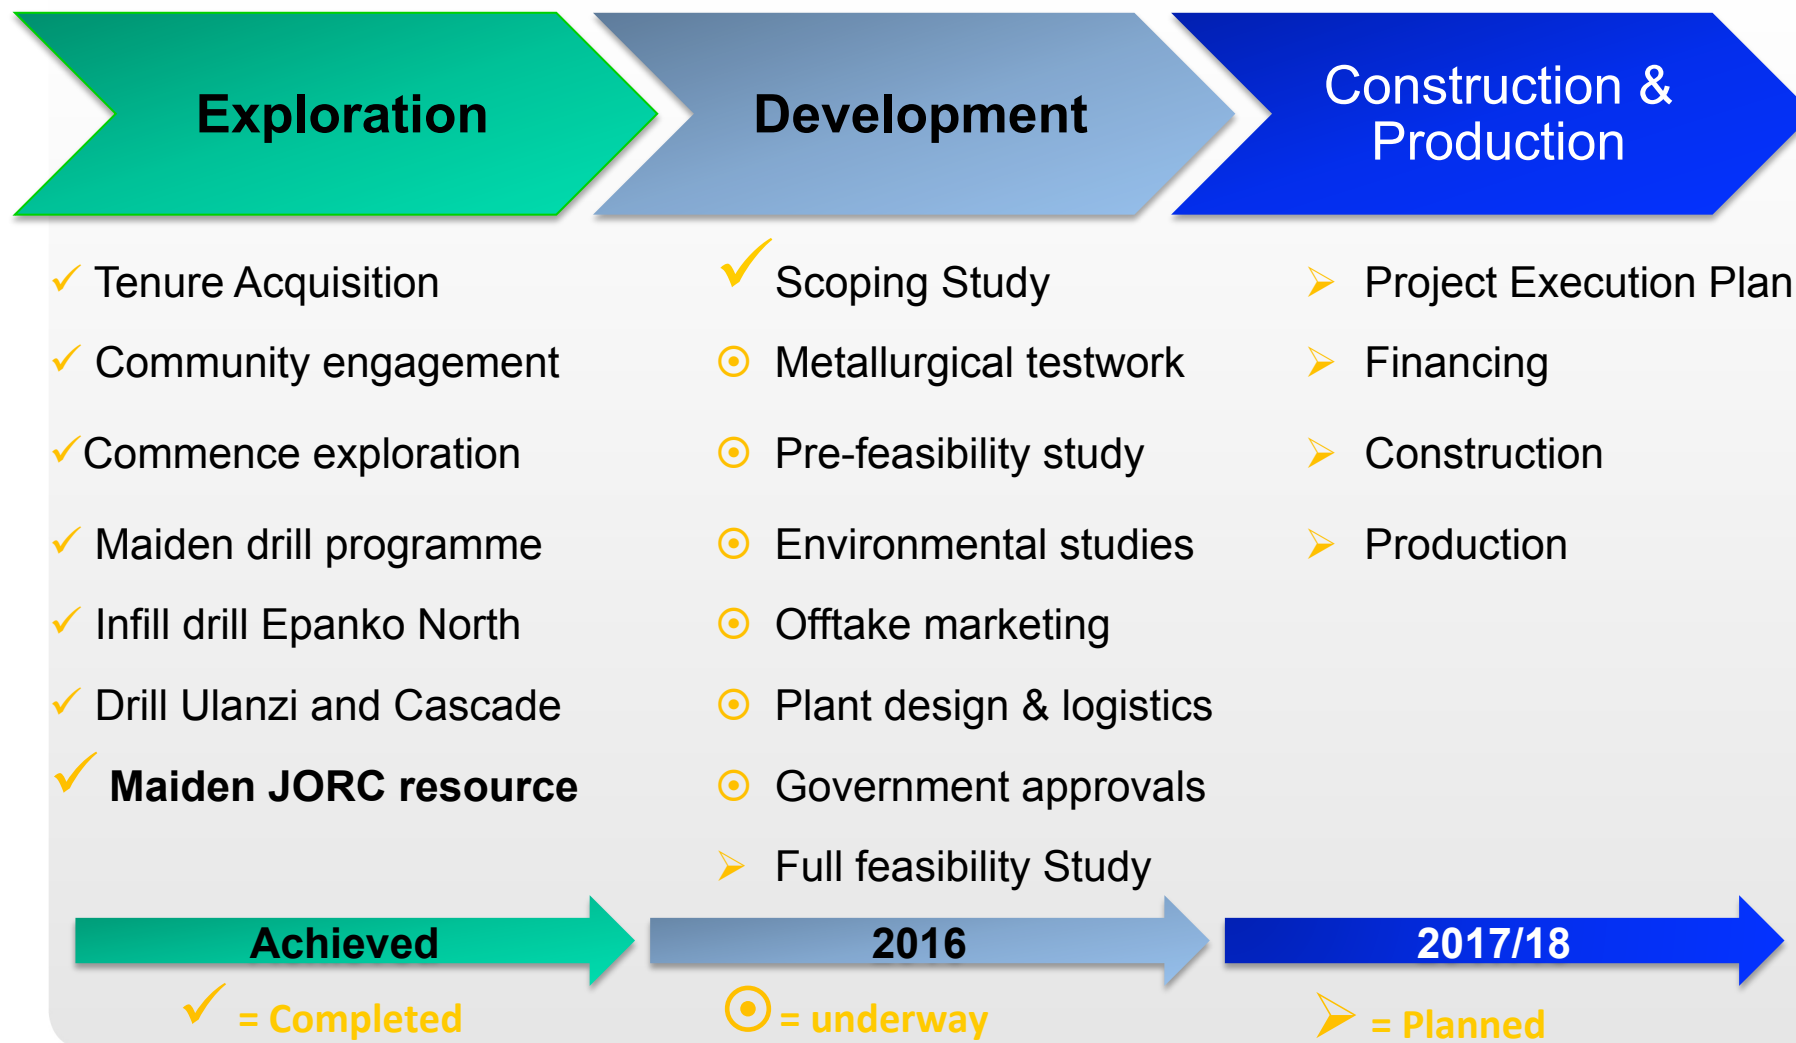 Exploration
Development
Construction &
Production
✓ Tenure Acquisition
✓ Community engagement
✓ Commence exploration
✓ Maiden drill programme
✓ Infill drill Epanko North
✓ Drill Ulanzi and Cascade
✓ Maiden JORC resource
✓ Scoping Study
☉ Metallurgical testwork
☉ Pre-feasibility study
☉ Environmental studies
☉ Offtake marketing
☉ Plant design & logistics
☉ Government approvals
➢ Full feasibility Study
➢ Project Execution Plan
➢ Financing
➢ Construction
➢ Production
Achieved
2016
2017/18
✓ = Completed
☉ = underway
➢ = Planned